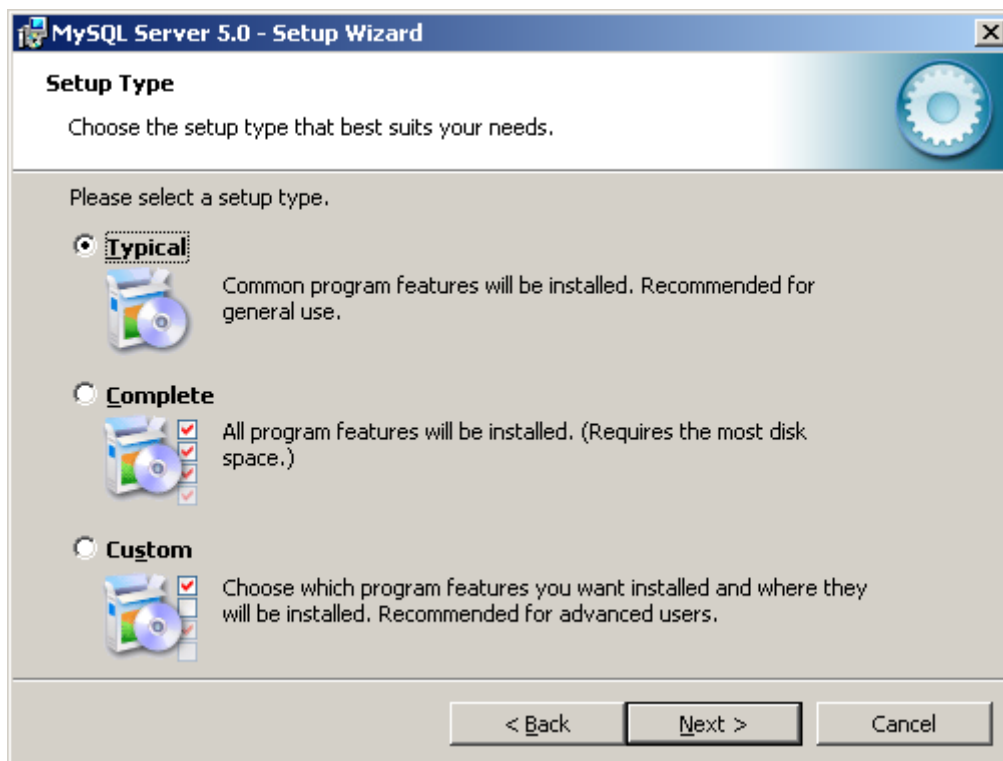 MySQL Server 5.0 - Setup Wizard
Setup Type
Choose the setup type that best suits your needs.
Please select a setup type.
Typical
Common program features will be installed. Recommended for
general use.
Complete
All program features will be installed. (Requires the most disk
space.)
Custom
Choose which program features you want installed and where they
will be installed. Recommended for advanced users.
< Back
Next >
Cancel